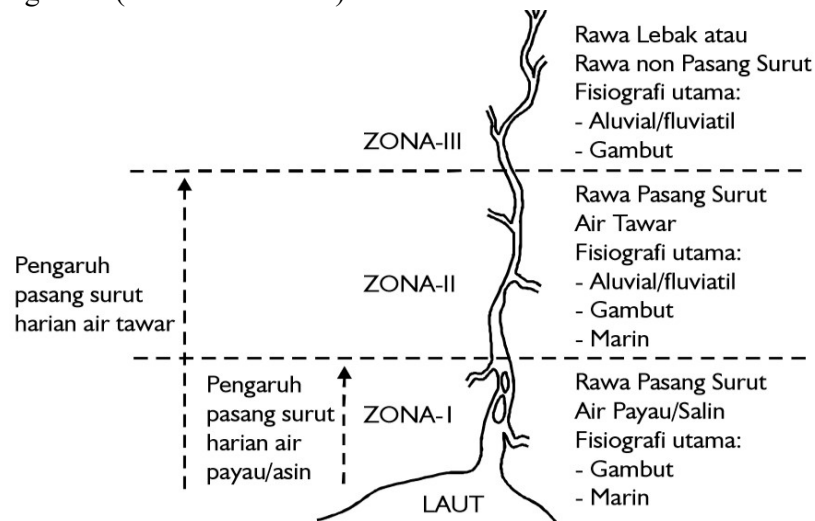 Rawa Lebak atau
Rawa non Pasang Surut
Fisiografi utama:
- Aluvial/fluviatil
- Gambut
ZONA-III
Rawa Pasang Surut
Air Tawar
Fisiografi utama:
- Aluvial/fluviatil
- Gambut
- Marin
ZONA-II
Pengaruh
pasang surut
harian air tawar
Pengaruh
pasang surut
harian air
payau/asin
ZONA-I
Rawa Pasang Surut
Air Payau/Salin
Fisiografi utama:
- Gambut
- Marin
LAUT